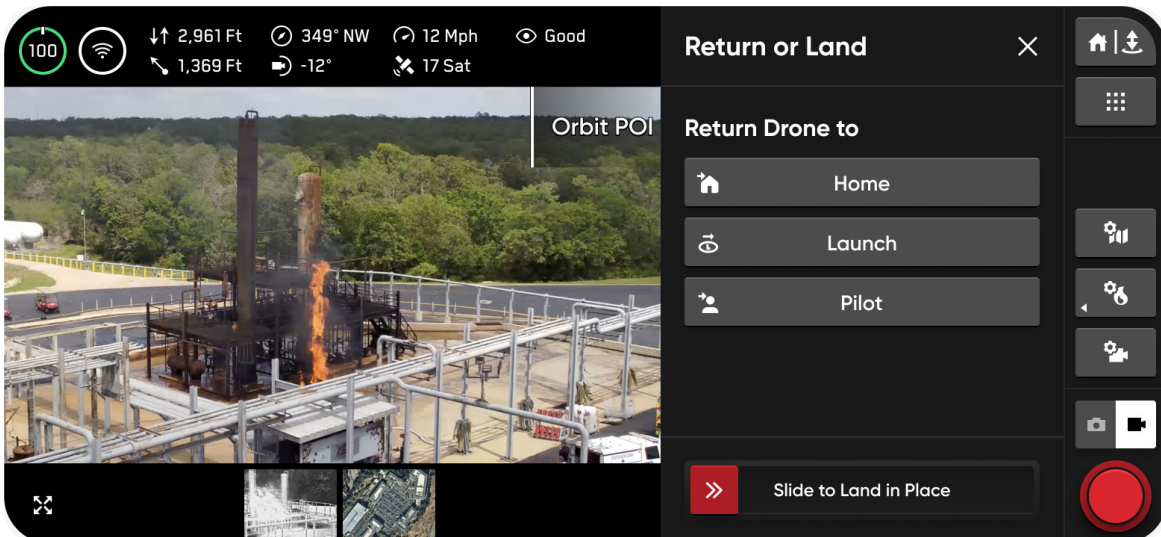 100
2,961 Ft 349° NW 12 Mph Good
1,369 Ft -12° 17 Sat
Orbit POI
Return or Land
Return Drone to
Home
Launch
Pilot
Slide to Land in Place